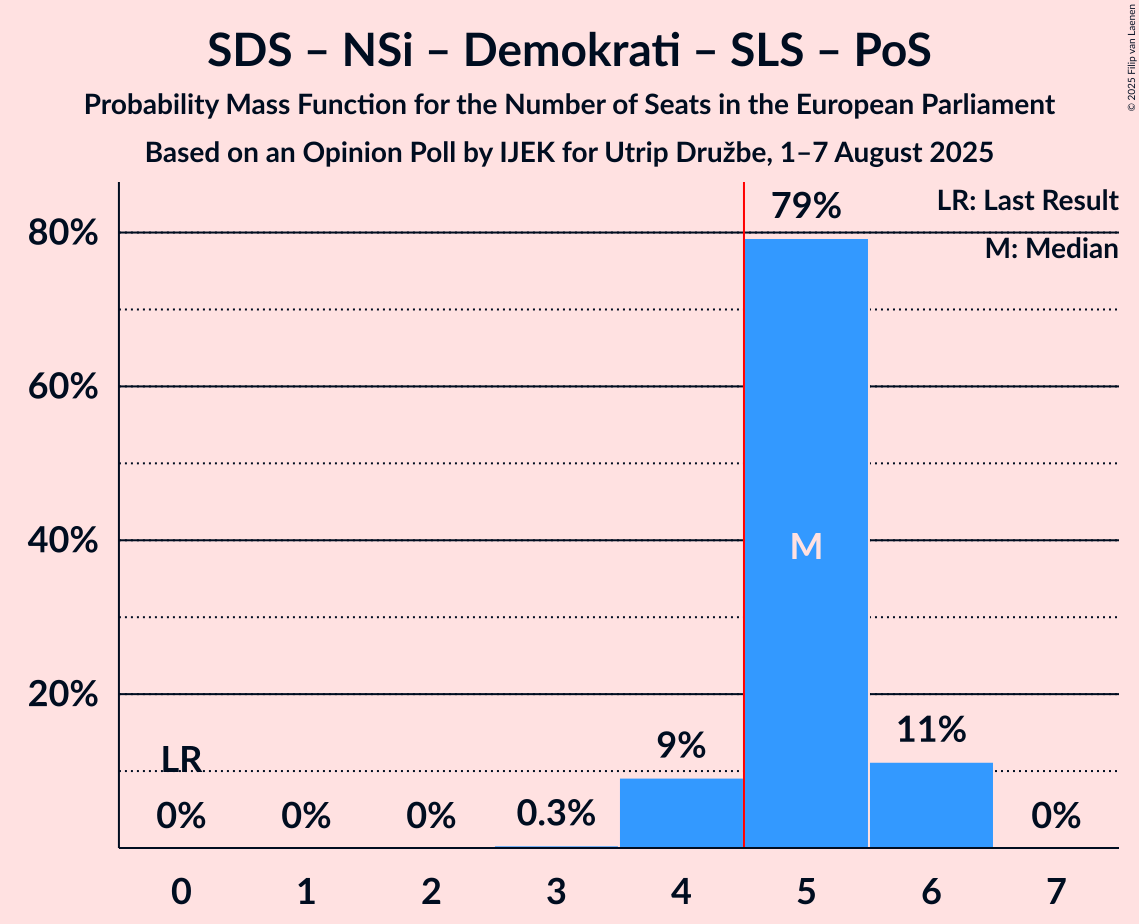 SDS – NSi – Demokrati – SLS – PoS
Probability Mass Function for the Number of Seats in the European Parliament
Based on an Opinion Poll by IJEK for Utrip Družbe, 1–7 August 2025
© 2025 Filip van Laenen
LR: Last Result
M: Median
80%
60%
40%
20%
LR
0%
0%
0%
0.3%
9%
79%
M
11%
0%
0
1
2
3
4
5
6
7